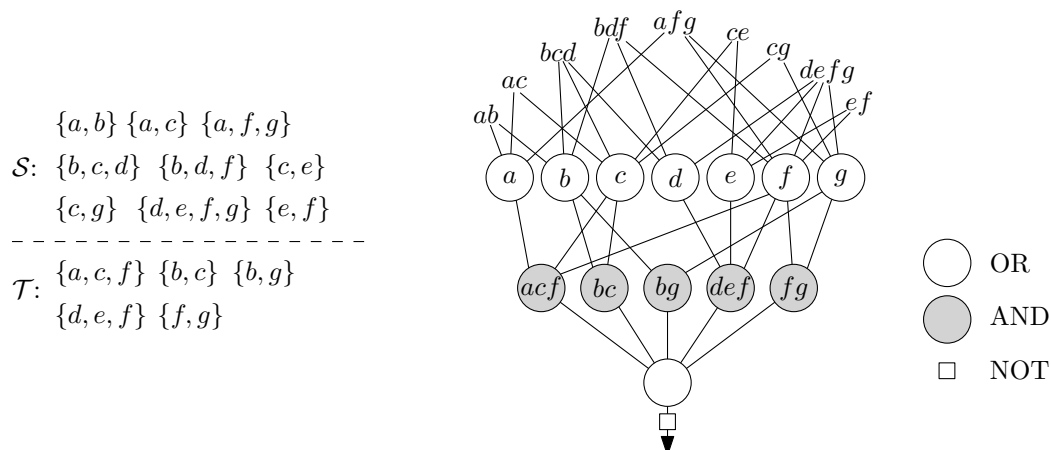 {a, b} {a, c} {a, f, g}
S: {b, c, d} {b, d, f} {c, e}
{c, g} {d, e, f, g} {e, f}
T: {a, c, f} {b, c} {b, g}
{d, e, f} {f, g}
ab ac bcd bdf afg ce cg defg ef
a b c d e f g
acf bc bg def fg
OR
AND
NOT